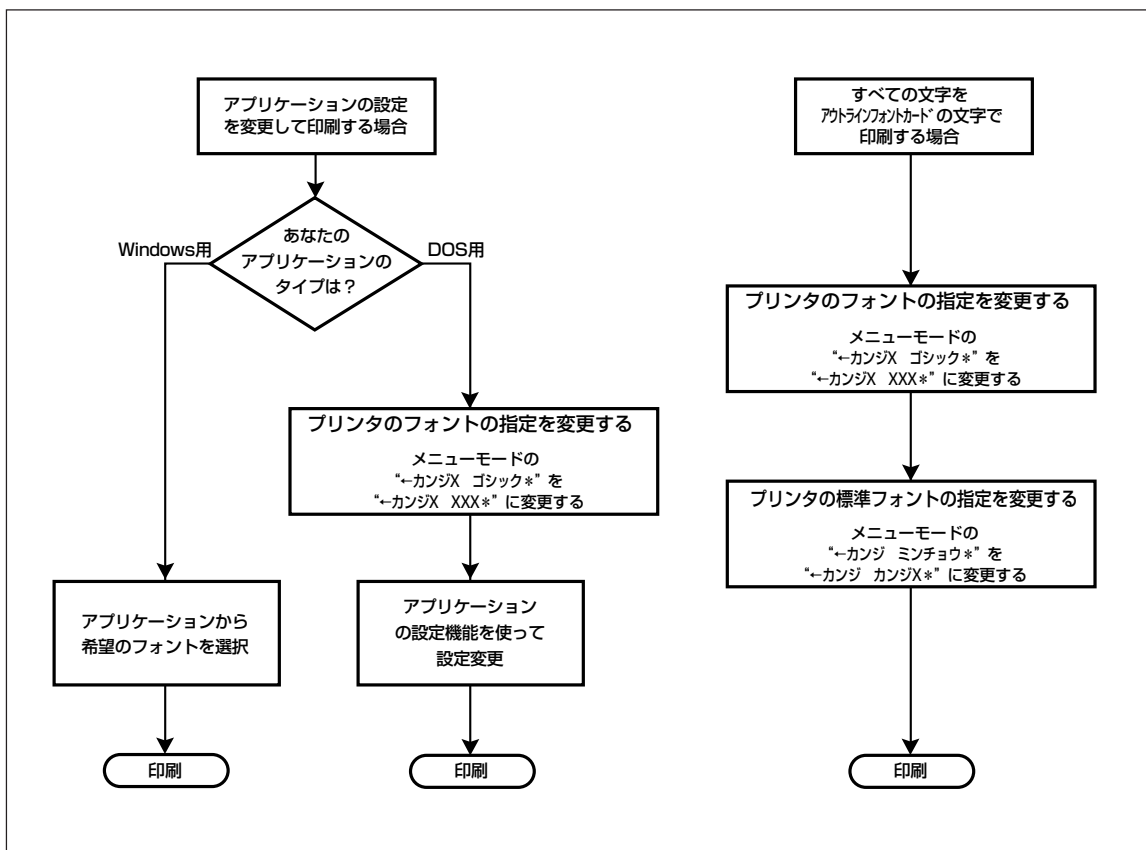 アプリケーションの設定
を変更して印刷する場合
あなたの
アプリケーションの
タイプは？
Windows用
DOS用
プリンタのフォントの指定を変更する
メニューモードの
“←カンジX　ゴシック＊”を
“←カンジX　XXX＊”に変更する
アプリケーションから
希望のフォントを選択
アプリケーション
の設定機能を使って
設定変更
印刷
印刷
すべての文字を
ｱｳﾄﾗｲﾝﾌｫﾝﾄｶｰﾄﾞの文字で
印刷する場合
プリンタのフォントの指定を変更する
メニューモードの
“←カンジX　ゴシック＊”を
“←カンジX　XXX＊”に変更する
プリンタの標準フォントの指定を変更する
メニューモードの
“←カンジ　ミンチョウ＊”を
“←カンジ　カンジX＊”に変更する
印刷